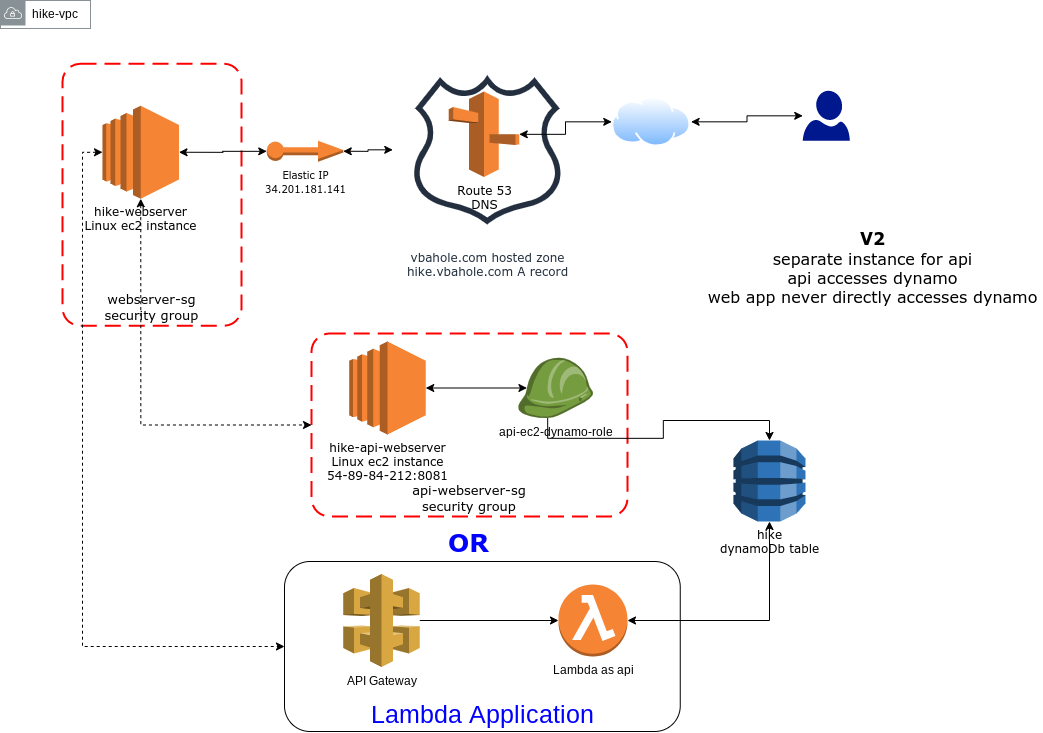 hike-vpc
hike-webserver
Linux ec2 instance
webserver-sg
security group
Elastic IP
34.201.181.141
Route 53
DNS
vbahole.com hosted zone
hike.vbahole.com A record
V2
separate instance for api
api accesses dynamo
web app never directly accesses dynamo
hike-api-webserver
Linux ec2 instance
54-89-84-212:8081
api-ec2-dynamo-role
api-webserver-sg
security group
hike
dynamoDb table
OR
API Gateway
Lambda as api
Lambda Application